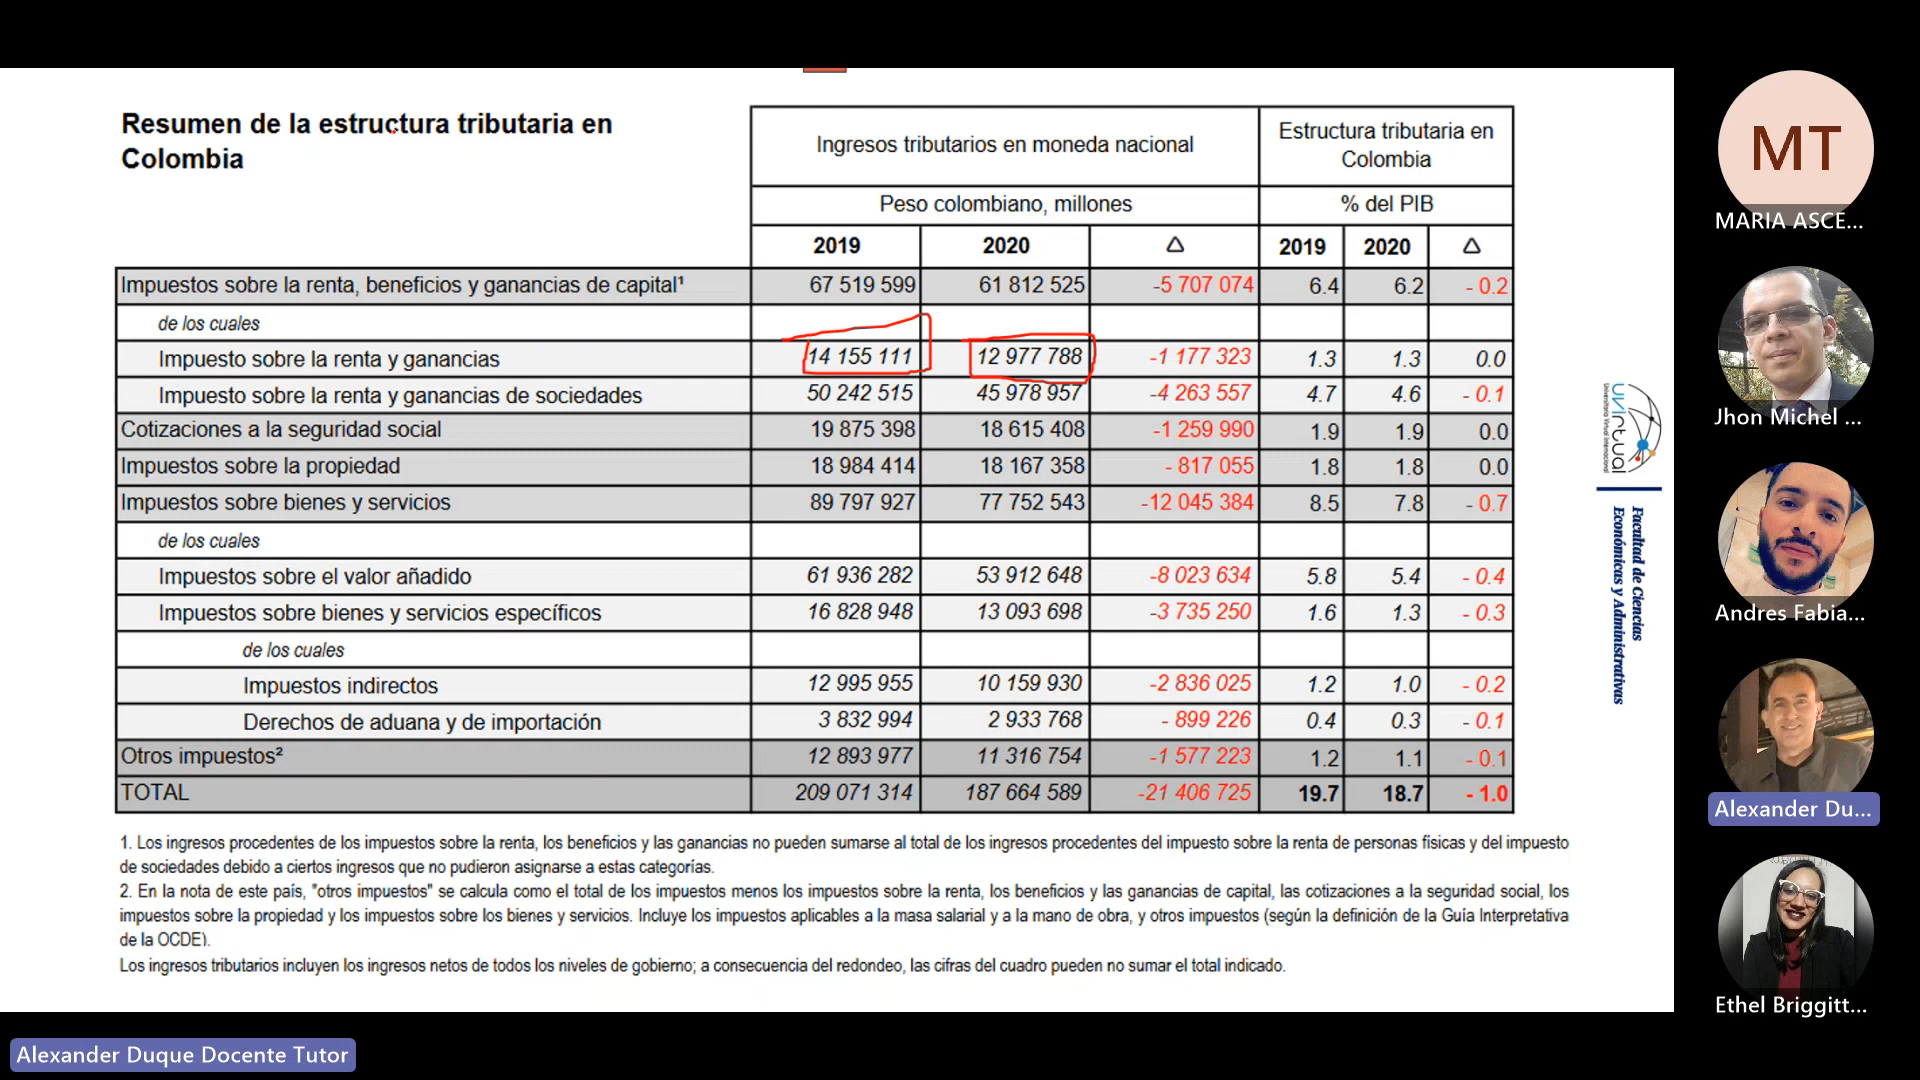 Resumen de la estructura tributaria en
Colombia
Ingresos tributarios en moneda nacional
Estructura tributaria en
Colombia
Peso colombiano, millones
% del PIB
2019 2020 △ 2019 2020 △
Impuestos sobre la renta, beneficios y ganancias de capital¹ 67 519 599 61 812 525 -5 707 074 6.4 6.2 - 0.2
de los cuales
Impuesto sobre la renta y ganancias 14 155 111 12 977 788 -1 177 323 1.3 1.3 0.0
Impuesto sobre la renta y ganancias de sociedades 50 242 515 45 978 957 -4 263 557 4.7 4.6 - 0.1
Cotizaciones a la seguridad social 19 875 398 18 615 408 -1 259 990 1.9 1.9 0.0
Impuestos sobre la propiedad 18 984 414 18 167 358 - 817 055 1.8 1.8 0.0
Impuestos sobre bienes y servicios 89 797 927 77 752 543 -12 045 384 8.5 7.8 - 0.7
de los cuales
Impuestos sobre el valor añadido 61 936 282 53 912 648 -8 023 634 5.8 5.4 - 0.4
Impuestos sobre bienes y servicios específicos 16 828 948 13 093 698 -3 735 250 1.6 1.3 - 0.3
de los cuales
Impuestos indirectos 12 995 955 10 159 930 -2 836 025 1.2 1.0 - 0.2
Derechos de aduana y de importación 3 832 994 2 933 768 - 899 226 0.4 0.3 - 0.1
Otros impuestos² 12 893 977 11 316 754 -1 577 223 1.2 1.1 - 0.1
TOTAL 209 071 314 187 664 589 -21 406 725 19.7 18.7 - 1.0
1. Los ingresos procedentes de los impuestos sobre la renta, los beneficios y las ganancias no pueden sumarse al total de los ingresos procedentes del impuesto sobre la renta de personas físicas y del impuesto
de sociedades debido a ciertos ingresos que no pudieron asignarse a estas categorías.
2. En la nota de este país, "otros impuestos" se calcula como el total de los impuestos menos los impuestos sobre la renta, los beneficios y las ganancias de capital, las cotizaciones a la seguridad social, los
impuestos sobre la propiedad y los impuestos sobre los bienes y servicios. Incluye los impuestos aplicables a la masa salarial y a la mano de obra, y otros impuestos (según la definición de la Guía Interpretativa
de la OCDE).
Los ingresos tributarios incluyen los ingresos netos de todos los niveles de gobierno; a consecuencia del redondeo, las cifras del cuadro pueden no sumar el total indicado.
uvirtual
Universitaria Virtual Internacional
Facultad de Ciencias
Económicas y Administrativas
MT
MARIA ASCE...
Jhon Michel ...
Andres Fabia...
Alexander Du...
Ethel Briggitt...
Alexander Duque Docente Tutor